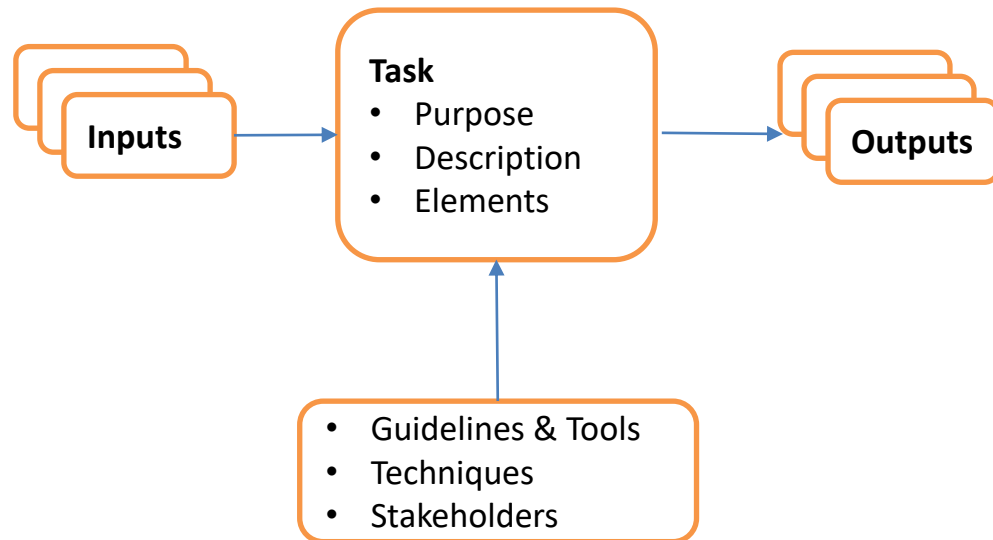 Inputs
Task
• Purpose
• Description
• Elements
Outputs
• Guidelines & Tools
• Techniques
• Stakeholders